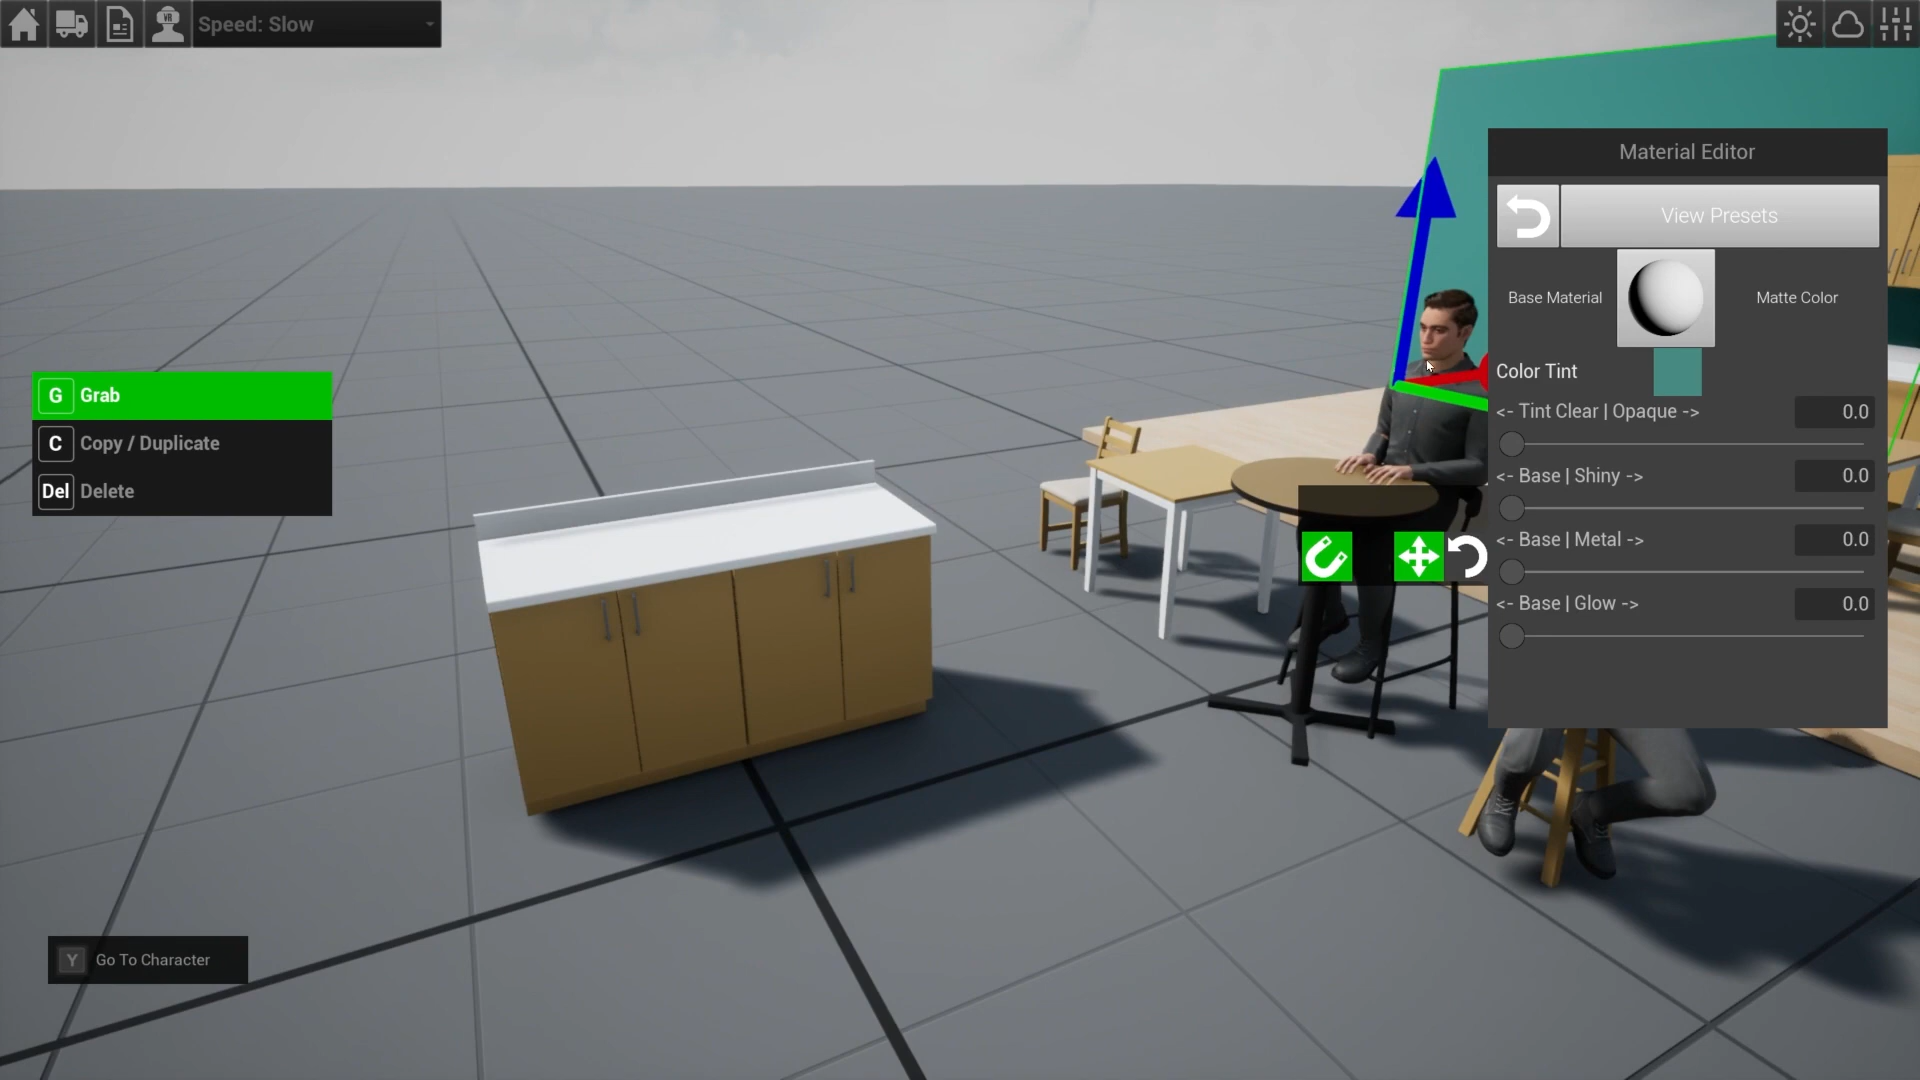 VR
Speed: Slow
Material Editor
View Presets
Base Material
Matte Color
Color Tint
<- Tint Clear | Opaque -> 0.0
<- Base | Shiny -> 0.0
<- Base | Metal -> 0.0
<- Base | Glow -> 0.0
G Grab
C Copy / Duplicate
Del Delete
Y Go To Character